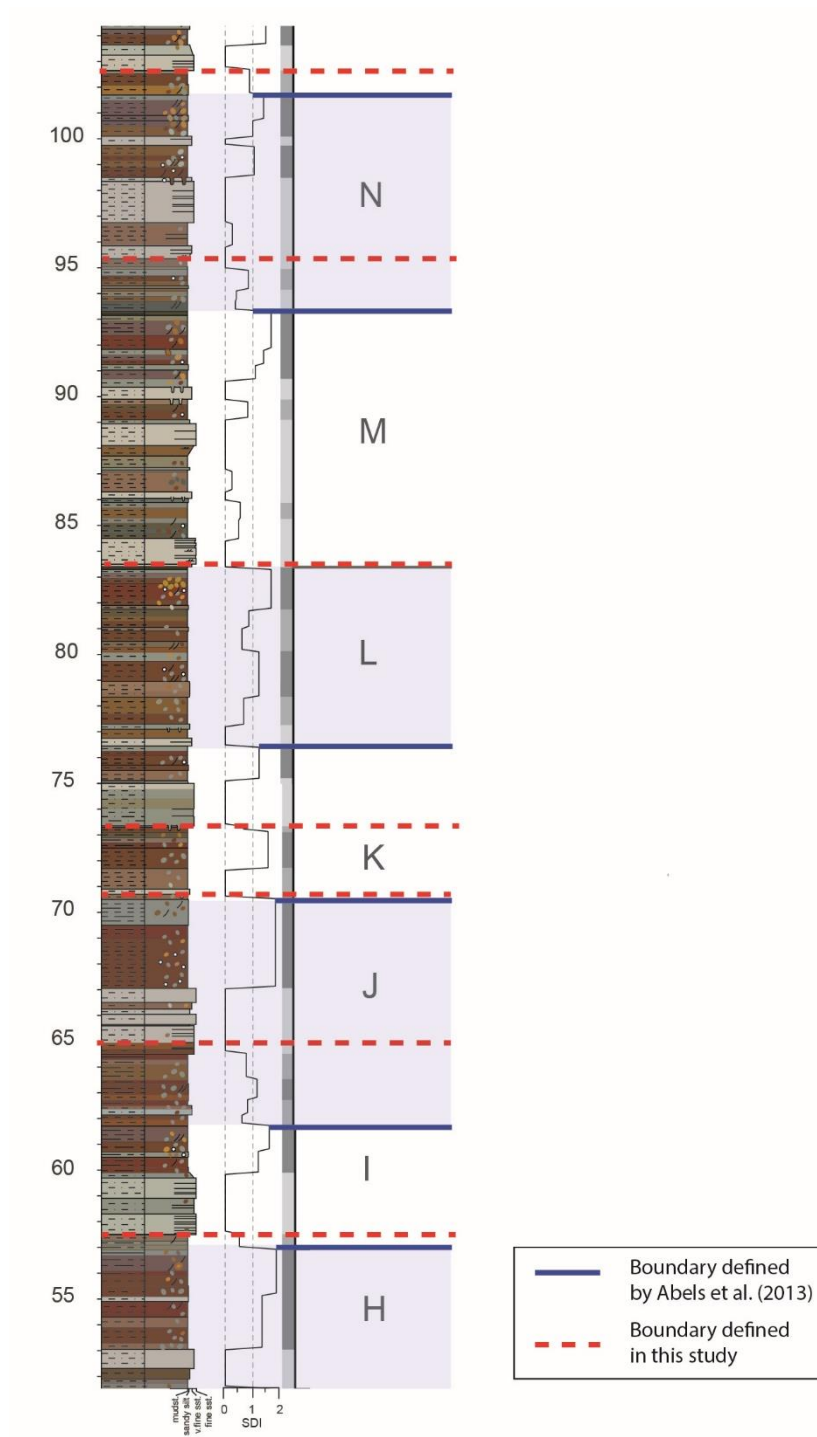 100
N
95
90
M
85
L
80
75
K
70
J
65
I
60
55
H
mudst.
sandy silt
v.fine sst.
fine sst.
0 1 2
SDI
Boundary defined
by Abels et al. (2013)
Boundary defined
in this study